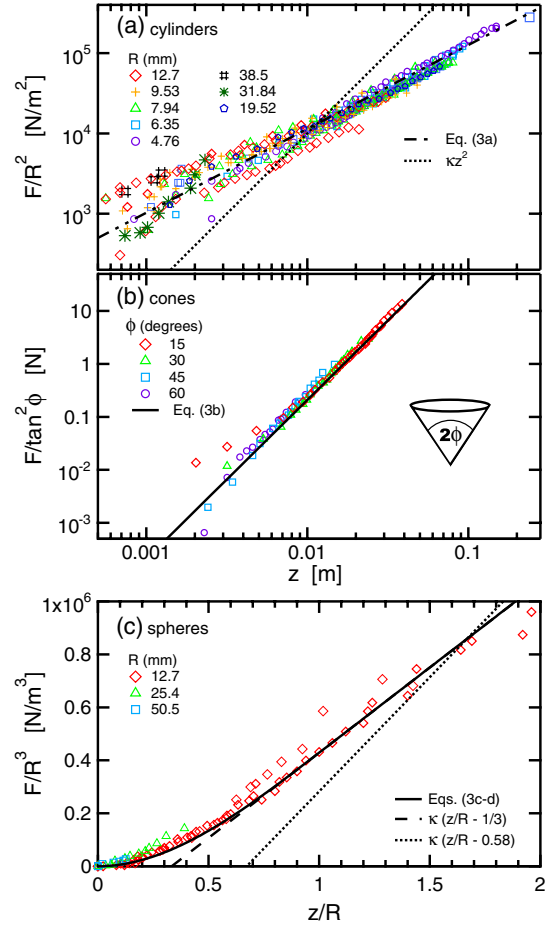 (a) cylinders
R (mm)
12.7
9.53
7.94
6.35
4.76
38.5
31.84
19.52
Eq. (3a)
κz²
F/R² [N/m²]
10⁵
10⁴
10³
(b) cones
ϕ (degrees)
15
30
45
60
Eq. (3b)
2ϕ
F/tan²ϕ [N]
10
1
0.1
10⁻²
10⁻³
0.001
0.01
0.1
z [m]
(c) spheres
R (mm)
12.7
25.4
50.5
Eqs. (3c-d)
κ (z/R - 1/3)
κ (z/R - 0.58)
F/R³ [N/m³]
1x10⁶
0.8
0.6
0.4
0.2
0
0
0.5
1
1.5
2
z/R